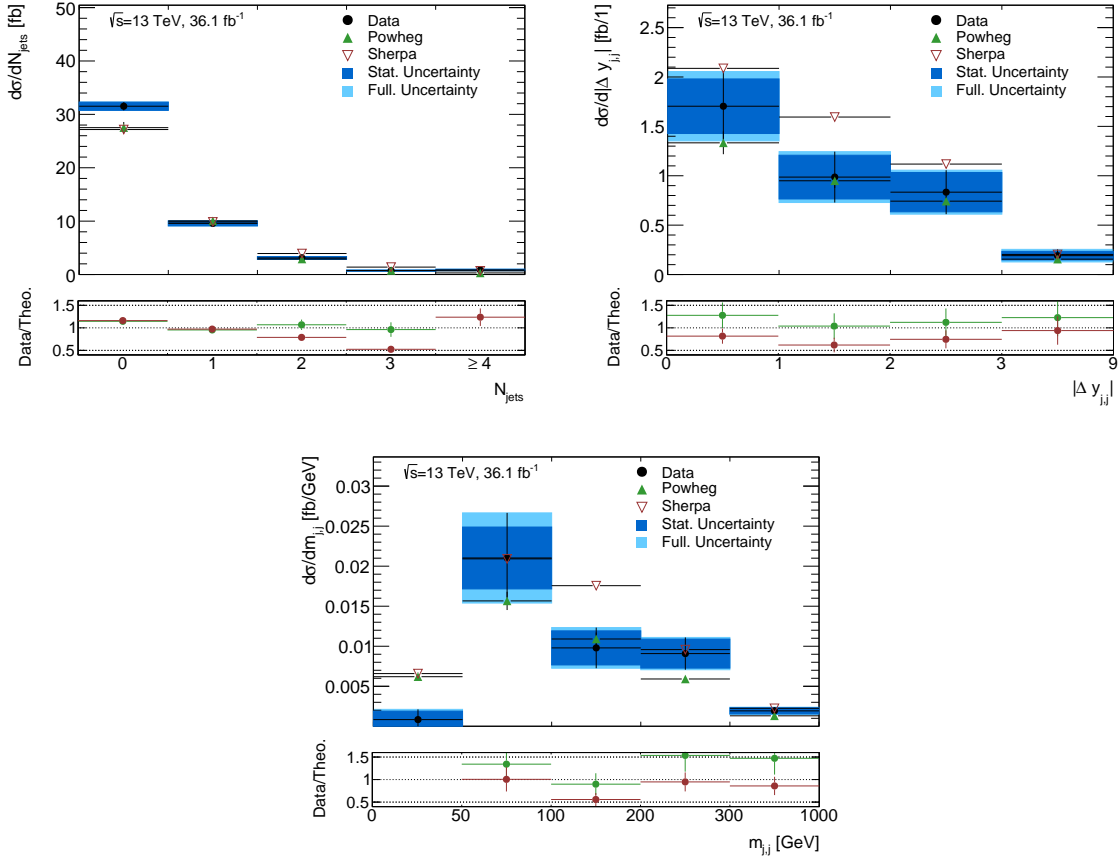 √s=13 TeV, 36.1 fb⁻¹
Data
Powheg
Sherpa
Stat. Uncertainty
Full. Uncertainty
dσ/dN_jets [fb]
50
40
30
20
10
0
Data/Theo.
1.5
1.0
0.5
0 1 2 3 ≥ 4
N_jets
√s=13 TeV, 36.1 fb⁻¹
Data
Powheg
Sherpa
Stat. Uncertainty
Full. Uncertainty
dσ/d|Δ y_j,j| [fb/1]
2.5
2
1.5
1
0.5
0
Data/Theo.
1.5
1.0
0.5
0 1 2 3 9
|Δ y_j,j|
√s=13 TeV, 36.1 fb⁻¹
Data
Powheg
Sherpa
Stat. Uncertainty
Full. Uncertainty
dσ/dm_j,j [fb/GeV]
0.03
0.025
0.02
0.015
0.01
0.005
Data/Theo.
1.5
1.0
0.5
0 50 100 200 300 1000
m_j,j [GeV]